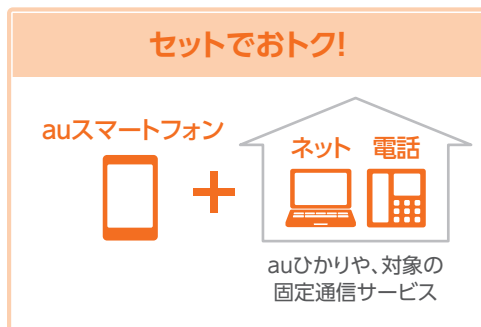 セットでおトク!
auスマートフォン
ネット 電話
auひかりや、対象の
固定通信サービス